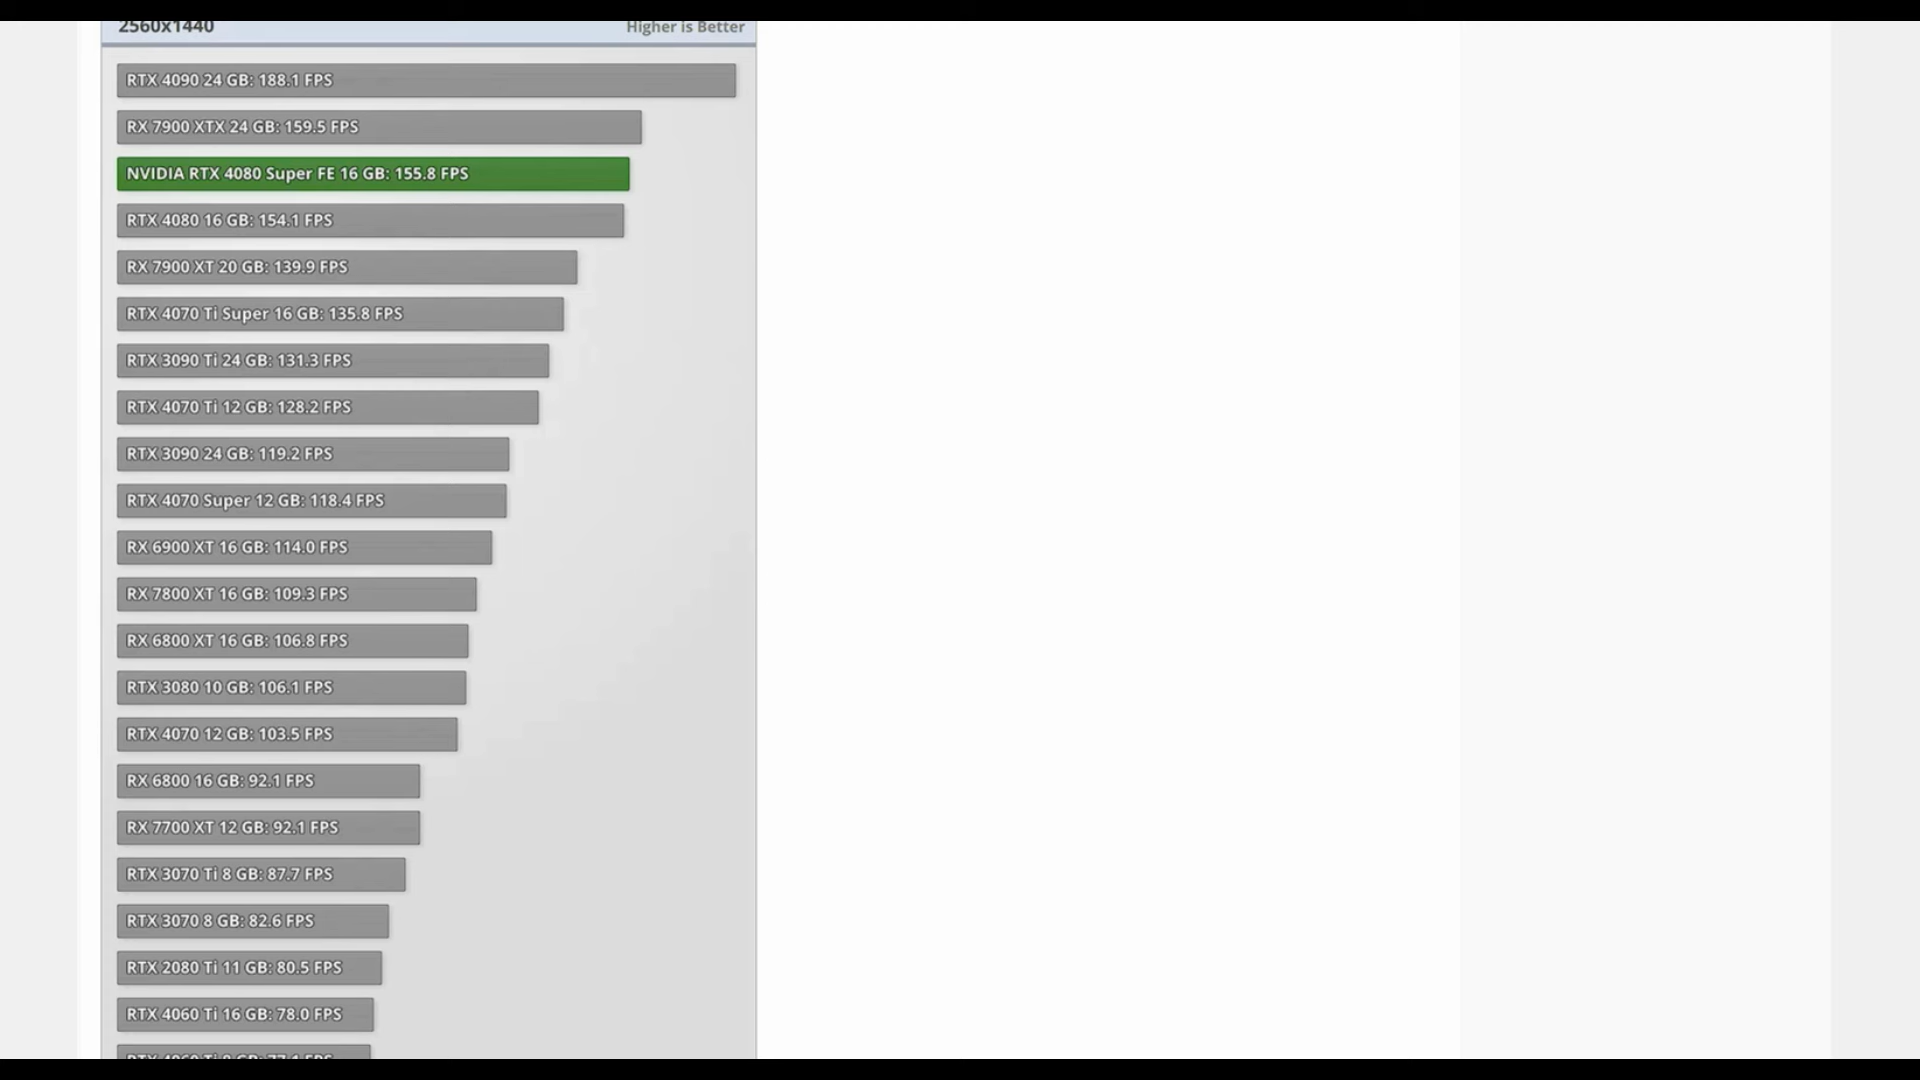 2560x1440
Higher is Better
RTX 4090 24 GB: 188.1 FPS
RX 7900 XTX 24 GB: 159.5 FPS
NVIDIA RTX 4080 Super FE 16 GB: 155.8 FPS
RTX 4080 16 GB: 154.1 FPS
RX 7900 XT 20 GB: 139.9 FPS
RTX 4070 Ti Super 16 GB: 135.8 FPS
RTX 3090 Ti 24 GB: 131.3 FPS
RTX 4070 Ti 12 GB: 128.2 FPS
RTX 3090 24 GB: 119.2 FPS
RTX 4070 Super 12 GB: 118.4 FPS
RX 6900 XT 16 GB: 114.0 FPS
RX 7800 XT 16 GB: 109.3 FPS
RX 6800 XT 16 GB: 106.8 FPS
RTX 3080 10 GB: 106.1 FPS
RTX 4070 12 GB: 103.5 FPS
RX 6800 16 GB: 92.1 FPS
RX 7700 XT 12 GB: 92.1 FPS
RTX 3070 Ti 8 GB: 87.7 FPS
RTX 3070 8 GB: 82.6 FPS
RTX 2080 Ti 11 GB: 80.5 FPS
RTX 4060 Ti 16 GB: 78.0 FPS
RTX 4060 Ti 8 GB: 77.1 FPS